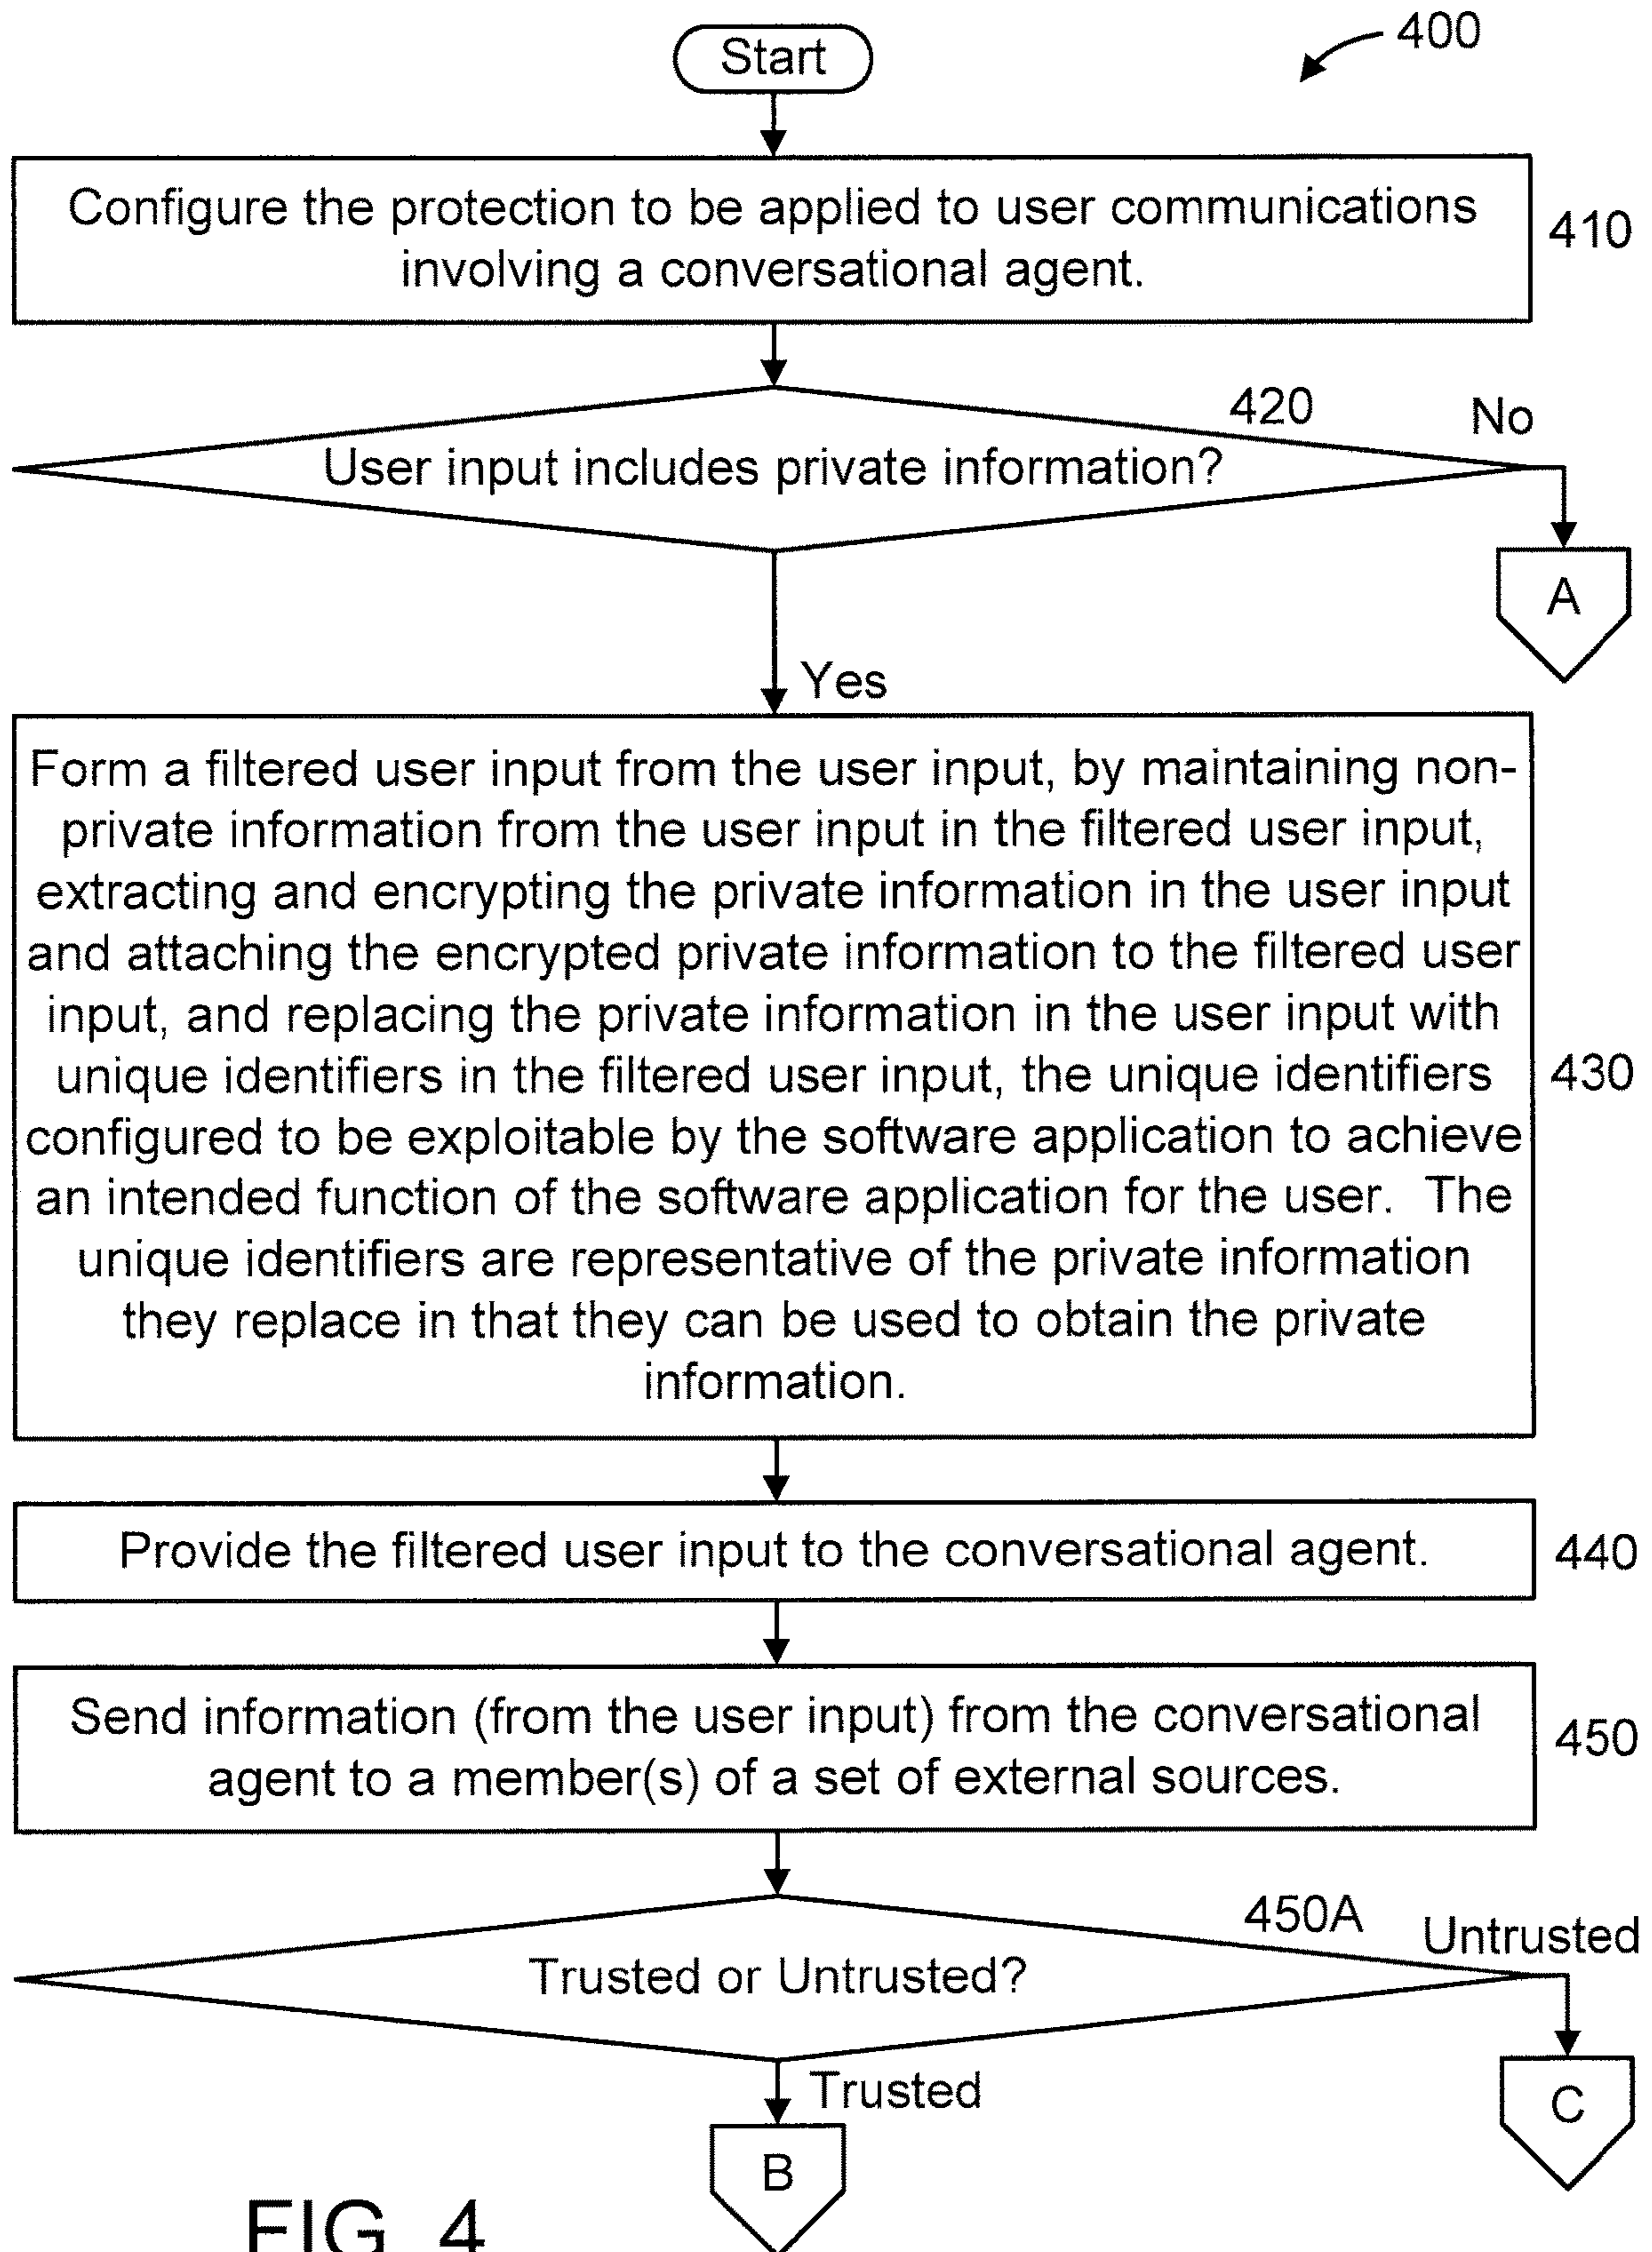 Start
400
Configure the protection to be applied to user communications
involving a conversational agent.
410
420
No
User input includes private information?
A
Yes
Form a filtered user input from the user input, by maintaining non-
private information from the user input in the filtered user input,
extracting and encrypting the private information in the user input
and attaching the encrypted private information to the filtered user
input, and replacing the private information in the user input with
unique identifiers in the filtered user input, the unique identifiers
configured to be exploitable by the software application to achieve
an intended function of the software application for the user. The
unique identifiers are representative of the private information
they replace in that they can be used to obtain the private
information.
430
Provide the filtered user input to the conversational agent.
440
Send information (from the user input) from the conversational
agent to a member(s) of a set of external sources.
450
450A
Untrusted
Trusted or Untrusted?
Trusted
C
B
FIG. 4